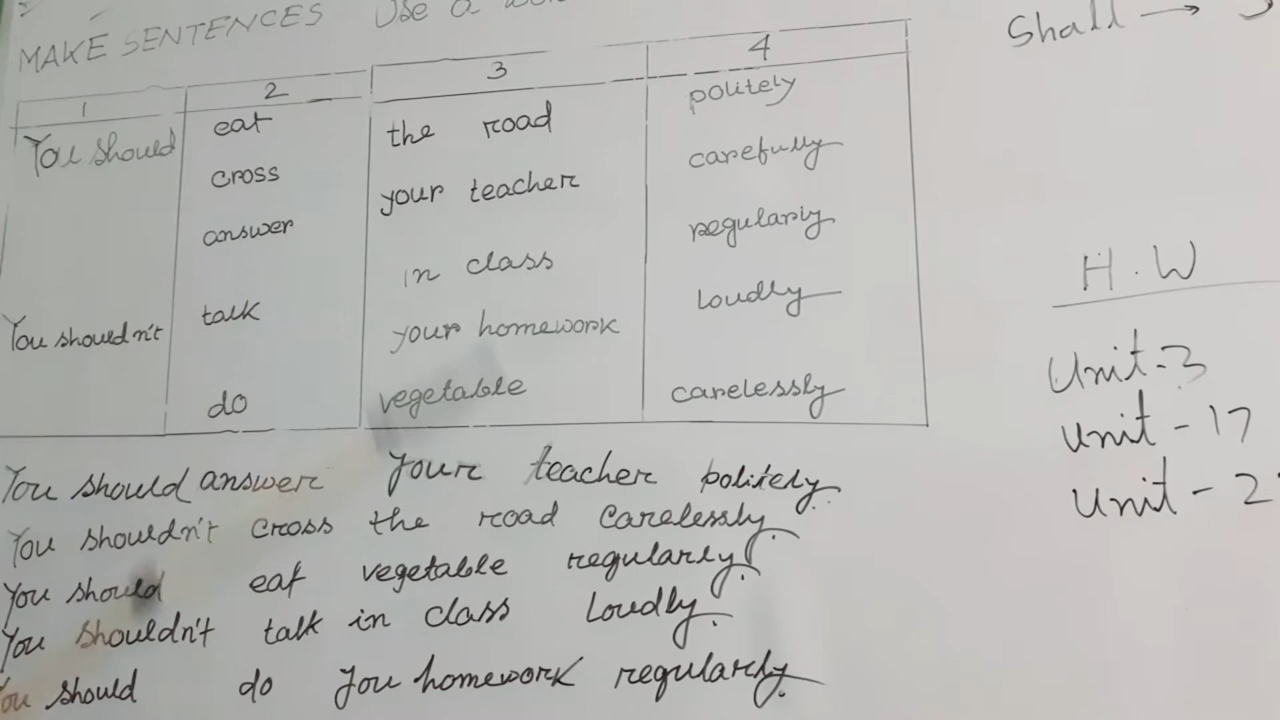 MAKE SENTENCES Use a
Shall →
1 2 3 4
You should eat the road politely
cross your teacher carefully
answer in class regularly
You shouldn't talk your homework loudly
do vegetable carelessly
H.W
Unit-3
Unit-17
Unit-2
You should answer your teacher politely.
You shouldn't cross the road carelessly.
You should eat vegetable regularly.
You shouldn't talk in class loudly.
You should do you homework regularly.